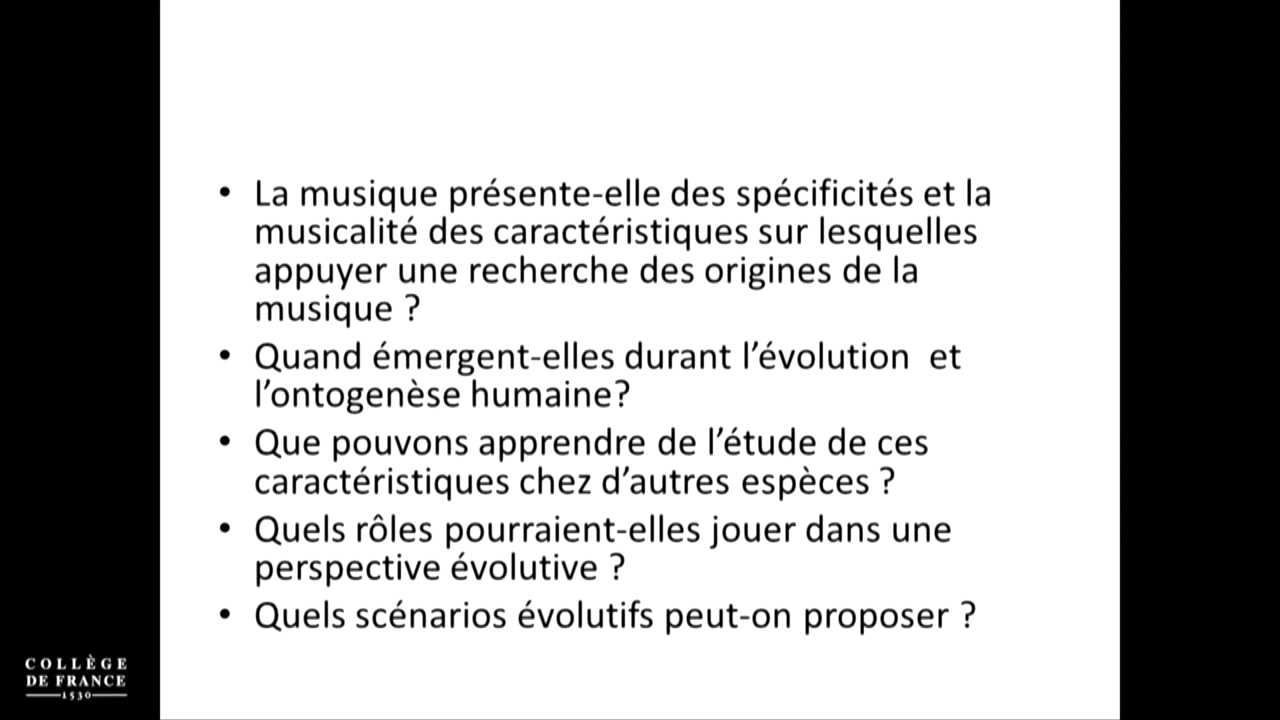 • La musique présente-elle des spécificités et la
musicalité des caractéristiques sur lesquelles
appuyer une recherche des origines de la
musique ?
• Quand émergent-elles durant l’évolution  et
l’ontogenèse humaine?
• Que pouvons apprendre de l’étude de ces
caractéristiques chez d’autres espèces ?
• Quels rôles pourraient-elles jouer dans une
perspective évolutive ?
• Quels scénarios évolutifs peut-on proposer ?
COLLÈGE
DE FRANCE
1530